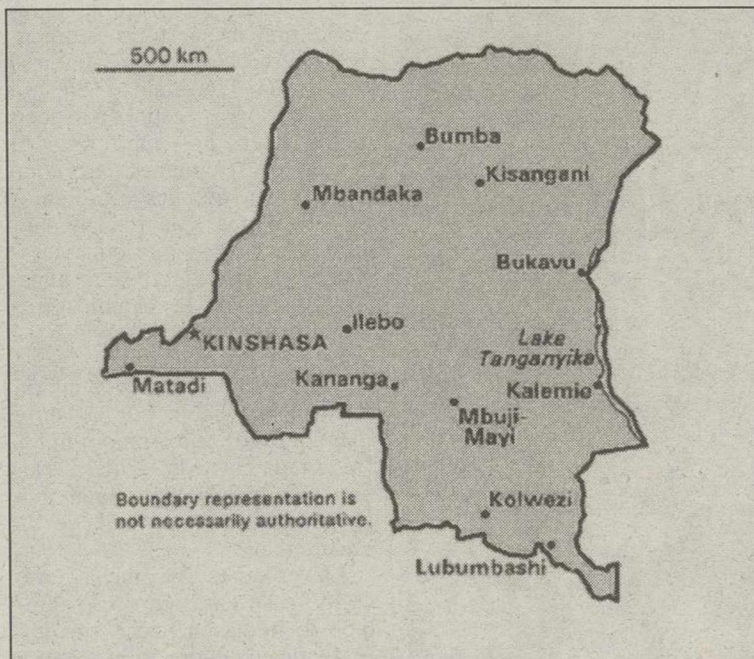 500 km
Bumba
Kisangani
Mbandaka
Bukavu
Ilebo
KINSHASA
Lake
Tanganyika
Matadi
Kananga
Kalemie
Mbuji-
Mayi
Boundary representation is
not necessarily authoritative.
Kolwezi
Lubumbashi